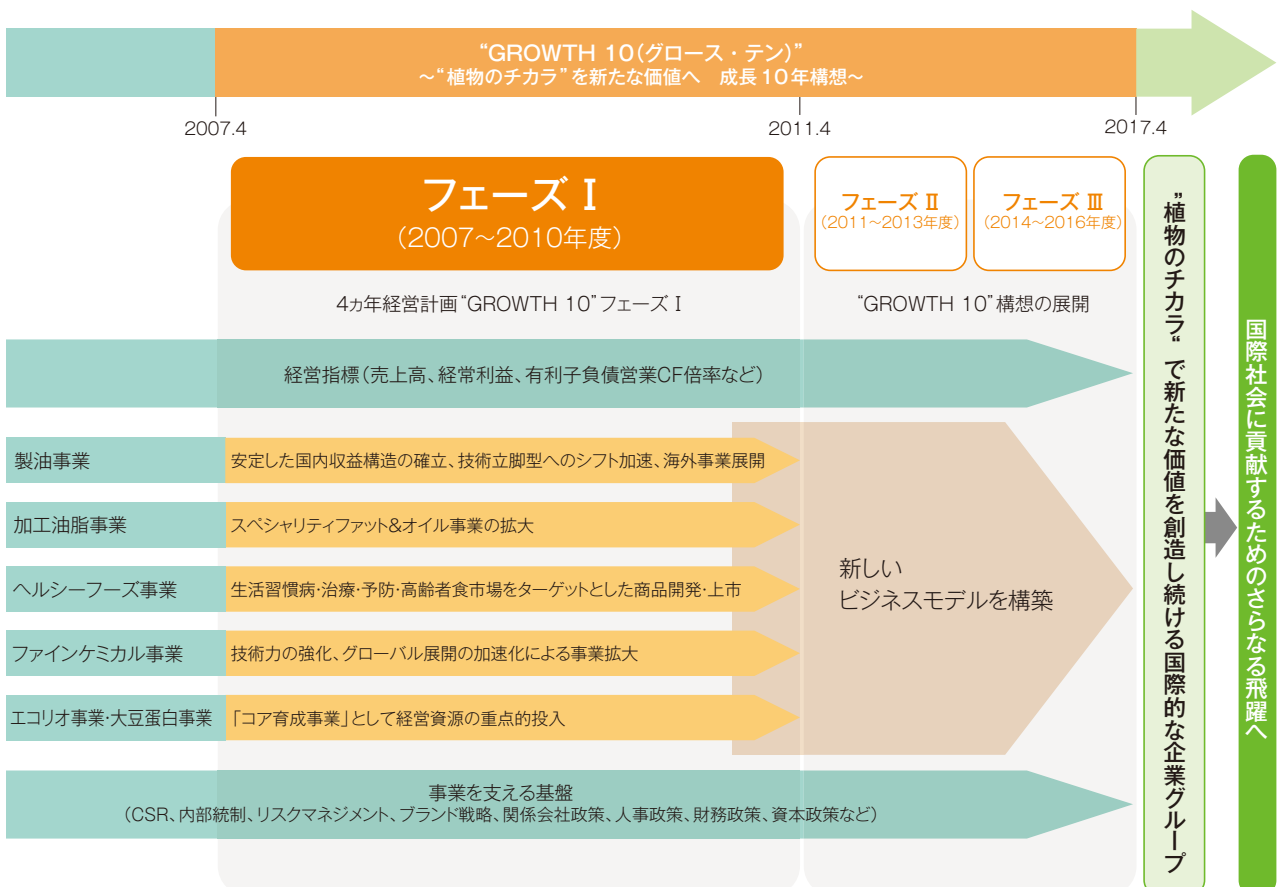 “GROWTH 10（グロース・テン）”
～“植物のチカラ”を新たな価値へ　成長10年構想～
2007.4
2011.4
2017.4
フェーズ Ⅰ
（2007～2010年度）
フェーズ Ⅱ
（2011～2013年度）
フェーズ Ⅲ
（2014～2016年度）
4ヵ年経営計画“GROWTH 10”フェーズ Ⅰ
“GROWTH 10”構想の展開
経営指標（売上高、経常利益、有利子負債営業CF倍率など）
製油事業
安定した国内収益構造の確立、技術立脚型へのシフト加速、海外事業展開
加工油脂事業
スペシャリティファット&オイル事業の拡大
ヘルシーフーズ事業
生活習慣病・治療・予防・高齢者食市場をターゲットとした商品開発・上市
ファインケミカル事業
技術力の強化、グローバル展開の加速化による事業拡大
エコリオ事業・大豆蛋白事業
「コア育成事業」として経営資源の重点的投入
新しい
ビジネスモデルを構築
事業を支える基盤
（CSR、内部統制、リスクマネジメント、ブランド戦略、関係会社政策、人事政策、財務政策、資本政策など）
“植物のチカラ“で新たな価値を創造し続ける国際的な企業グループ
国際社会に貢献するためのさらなる飛躍へ